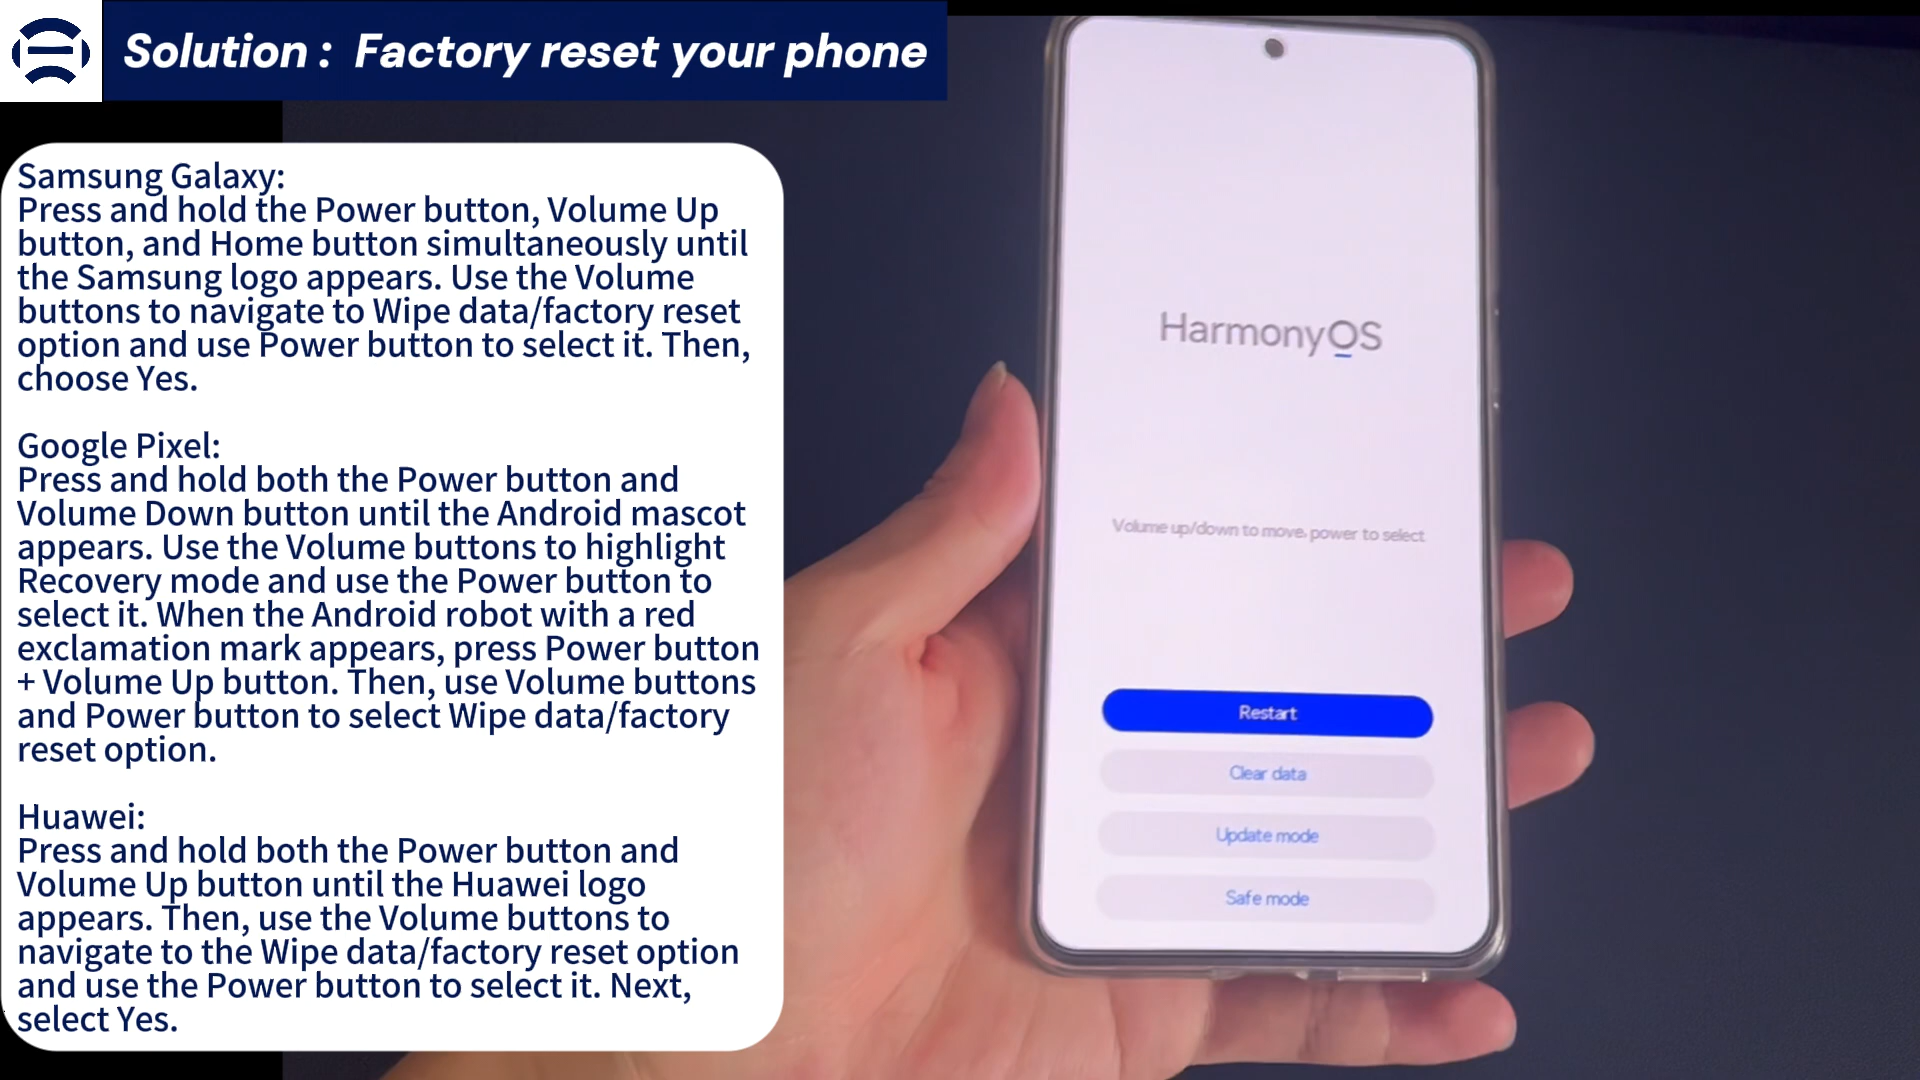 Solution : Factory reset your phone
Samsung Galaxy:
Press and hold the Power button, Volume Up
button, and Home button simultaneously until
the Samsung logo appears. Use the Volume
buttons to navigate to Wipe data/factory reset
option and use Power button to select it. Then,
choose Yes.
Google Pixel:
Press and hold both the Power button and
Volume Down button until the Android mascot
appears. Use the Volume buttons to highlight
Recovery mode and use the Power button to
select it. When the Android robot with a red
exclamation mark appears, press Power button
+ Volume Up button. Then, use Volume buttons
and Power button to select Wipe data/factory
reset option.
Huawei:
Press and hold both the Power button and
Volume Up button until the Huawei logo
appears. Then, use the Volume buttons to
navigate to the Wipe data/factory reset option
and use the Power button to select it. Next,
select Yes.
HarmonyOS
Volume up/down to move, power to select
Restart
Clear data
Update mode
Safe mode